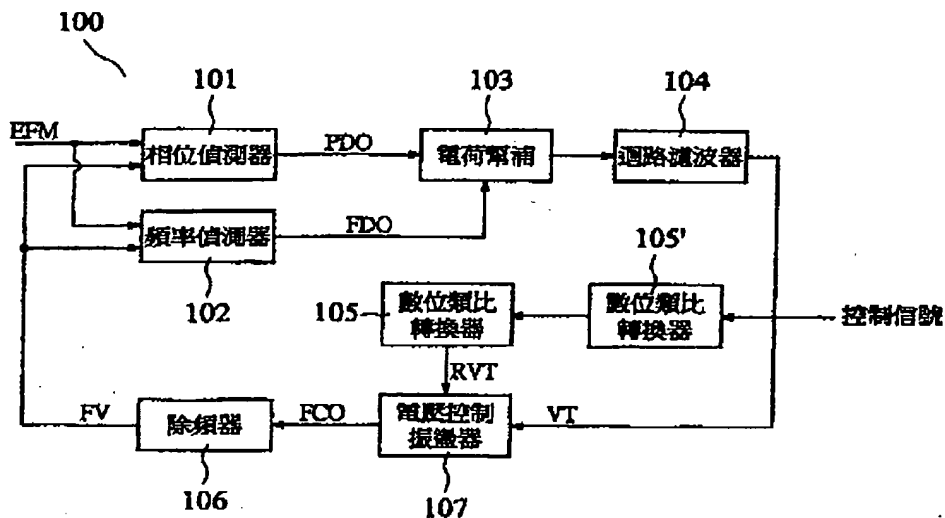 100
101
103
104
EFM
相位偵測器
PDO
電荷幫浦
迴路濾波器
頻率偵測器
FDO
102
105'
105
數位類比
轉換器
數位類比
轉換器
控制信號
RVT
FV
除頻器
FCO
電壓控制
振盪器
VT
106
107